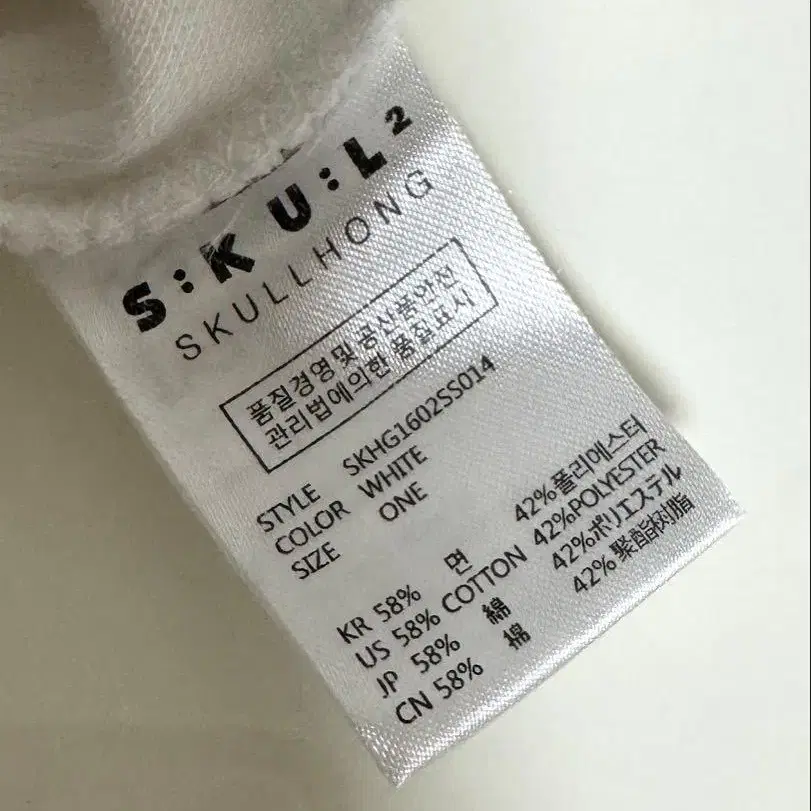 S:KU:L²
SKULLHONG
품질경영 및 공산품안전
관리법에의한 품질표시
STYLE SKHG1602SS014
COLOR WHITE
SIZE ONE
KR 58% 면 42%폴리에스터
US 58% COTTON 42%POLYESTER
JP 58% 綿 42%ポリエステル
CN 58% 棉 42% 聚酯树脂